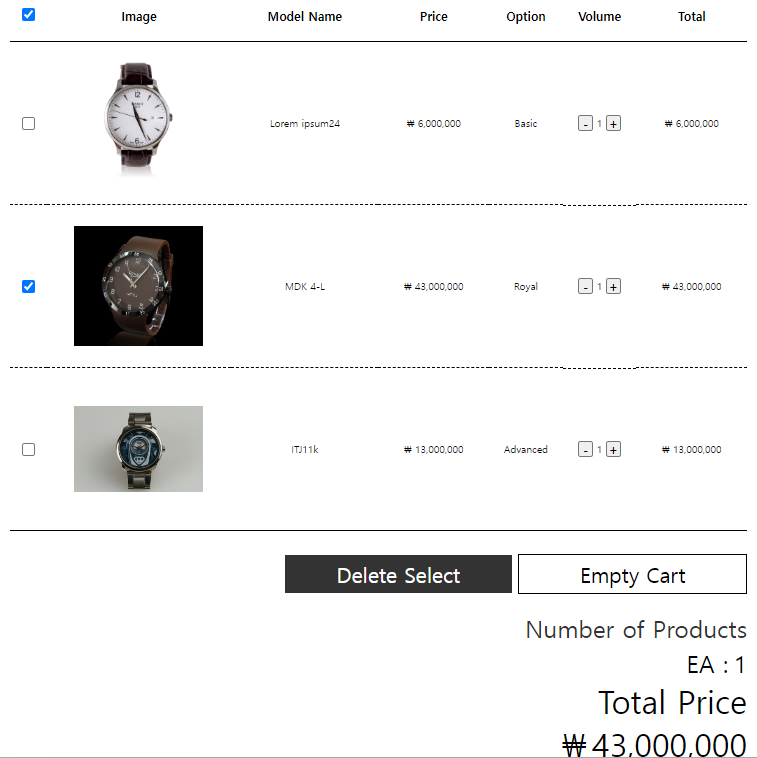 Image Model Name Price Option Volume Total
Lorem ipsum24 ₩ 6,000,000 Basic - 1 + ₩ 6,000,000
MDK 4-L ₩ 43,000,000 Royal - 1 + ₩ 43,000,000
ITJ11k ₩ 13,000,000 Advanced - 1 + ₩ 13,000,000
Delete Select Empty Cart
Number of Products
EA : 1
Total Price
₩43,000,000